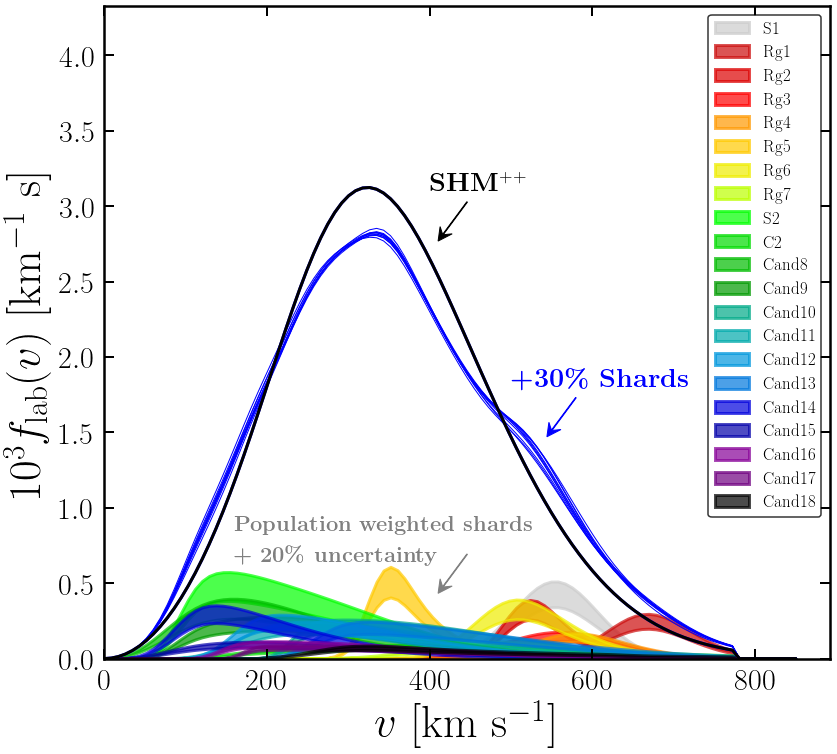 10³f_lab(v) [km⁻¹ s]
4.0
3.5
3.0
2.5
2.0
1.5
1.0
0.5
0.0
SHM⁺⁺
+30% Shards
Population weighted shards
+ 20% uncertainty
S1
Rg1
Rg2
Rg3
Rg4
Rg5
Rg6
Rg7
S2
C2
Cand8
Cand9
Cand10
Cand11
Cand12
Cand13
Cand14
Cand15
Cand16
Cand17
Cand18
0 200 400 600 800
v [km s⁻¹]